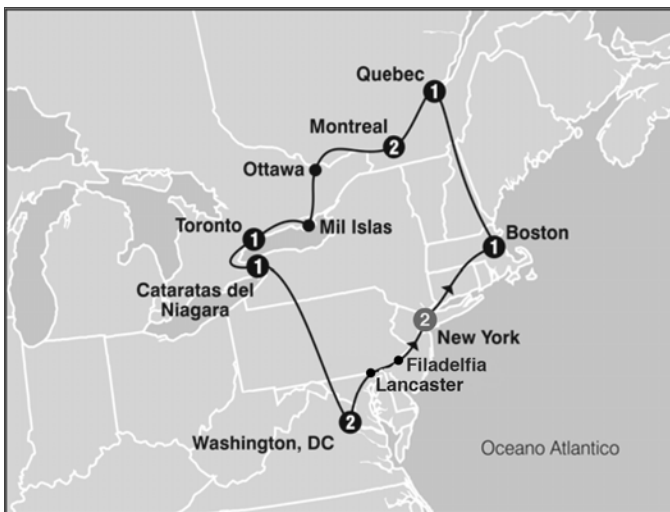 Quebec
1
Montreal
2
Ottawa
Toronto
1
Mil Islas
1
Boston
1
Cataratas del
Niagara
2
New York
Filadelfia
Lancaster
2
Washington, DC
Oceano Atlantico